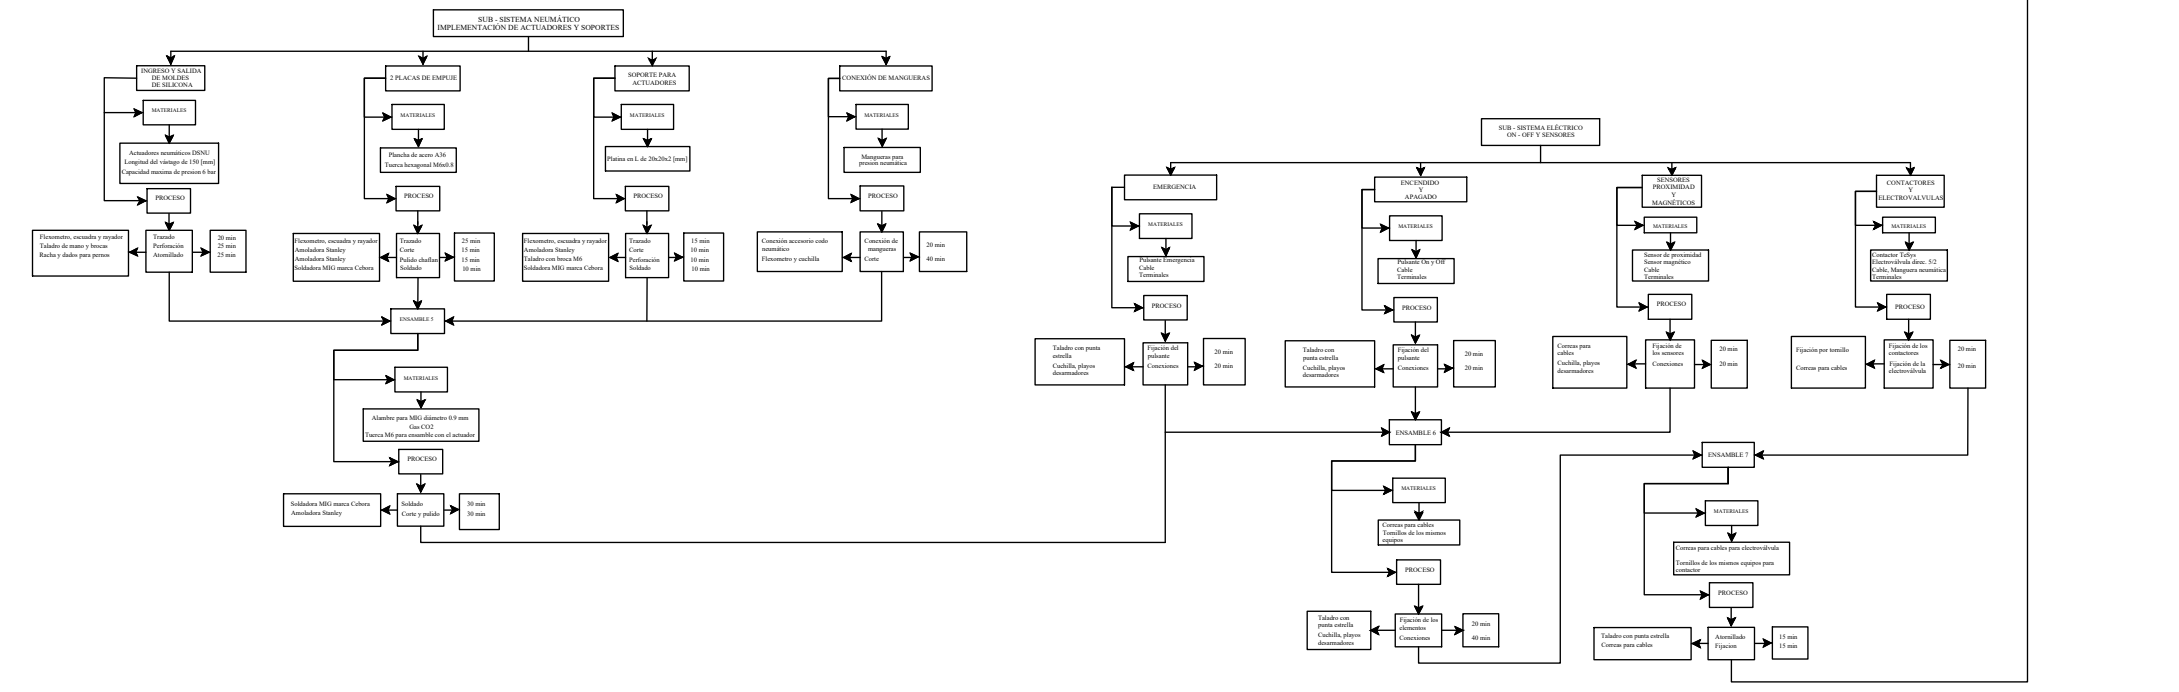 SUB - SISTEMA NEUMÁTICO
IMPLEMENTACIÓN DE ACTUADORES Y SOPORTES
INGRESO Y SALIDA
DE MOLDES
DE SILICONA
MATERIALES
Actuadores neumáticos DSNU
Longitud del vástago de 150 [mm]
Capacidad maxima de presion 6 bar
PROCESO
Flexometro, escuadra y rayador
Taladro de mano y brocas
Racha y dados para pernos
Trazado
Perforación
Atornillado
20 min
25 min
25 min
2 PLACAS DE EMPUJE
MATERIALES
Plancha de acero A36
Tuerca hexagonal M6x0.8
PROCESO
Flexometro, escuadra y rayador
Amoladora Stanley
Amoladora Stanley
Soldadora MIG marca Cebora
Trazado
Corte
Pulido chaflan
Soldado
25 min
15 min
15 min
10 min
SOPORTE PARA
ACTUADORES
MATERIALES
Platina en L de 20x20x2 [mm]
PROCESO
Flexometro, escuadra y rayador
Amoladora Stanley
Taladro con broca M6
Soldadora MIG marca Cebora
Trazado
Corte
Perforación
Soldado
15 min
10 min
10 min
10 min
CONEXIÓN DE MANGUERAS
MATERIALES
Mangueras para
presión neumática
PROCESO
Conexión accesorio codo
neumático
Flexometro y cuchilla
Conexión de
mangueras
Corte
20 min
40 min
ENSAMBLE 5
MATERIALES
Alambre para MIG diámetro 0.9 mm
Gas CO2
Tuerca M6 para ensamble con el actuador
PROCESO
Soldadora MIG marca Cebora
Amoladora Stanley
Soldado
Corte y pulido
30 min
30 min
SUB - SISTEMA ELÉCTRICO
ON - OFF Y SENSORES
EMERGENCIA
MATERIALES
Pulsante Emergencia
Cable
Terminales
PROCESO
Taladro con punta
estrella
Cuchilla, playos
desarmadores
Fijación del
pulsante
Conexiones
20 min
20 min
ENCENDIDO
Y
APAGADO
MATERIALES
Pulsante On y Off
Cable
Terminales
PROCESO
Taladro con
punta estrella
Cuchilla, playos
desarmadores
Fijación del
pulsante
Conexiones
20 min
20 min
SENSORES
PROXIMIDAD
Y
MAGNÉTICOS
MATERIALES
Sensor de proximidad
Sensor magnético
Cable
Terminales
PROCESO
Correas para
cables
Cuchilla, playos
desarmadores
Fijación de
los sensores
Conexiones
20 min
20 min
CONTACTORES
Y
ELECTROVALVULAS
MATERIALES
Contactor TeSys
Electroválvula direc. 5/2
Cable, Manguera neumática
Terminales
PROCESO
Fijación por tornillo
Correas para cables
Fijación de los
contactores
Fijación de la
electroválvula
20 min
20 min
ENSAMBLE 6
MATERIALES
Correas para cables
Tornillos de los mismos
equipos
PROCESO
Taladro con
punta estrella
Cuchilla, playos
desarmadores
Fijación de los
elementos
Conexiones
20 min
40 min
ENSAMBLE 7
MATERIALES
Correas para cables para electroválvula
Tornillos de los mismos equipos para
contactor
PROCESO
Taladro con punta estrella
Correas para cables
Atornillado
Fijacion
15 min
15 min